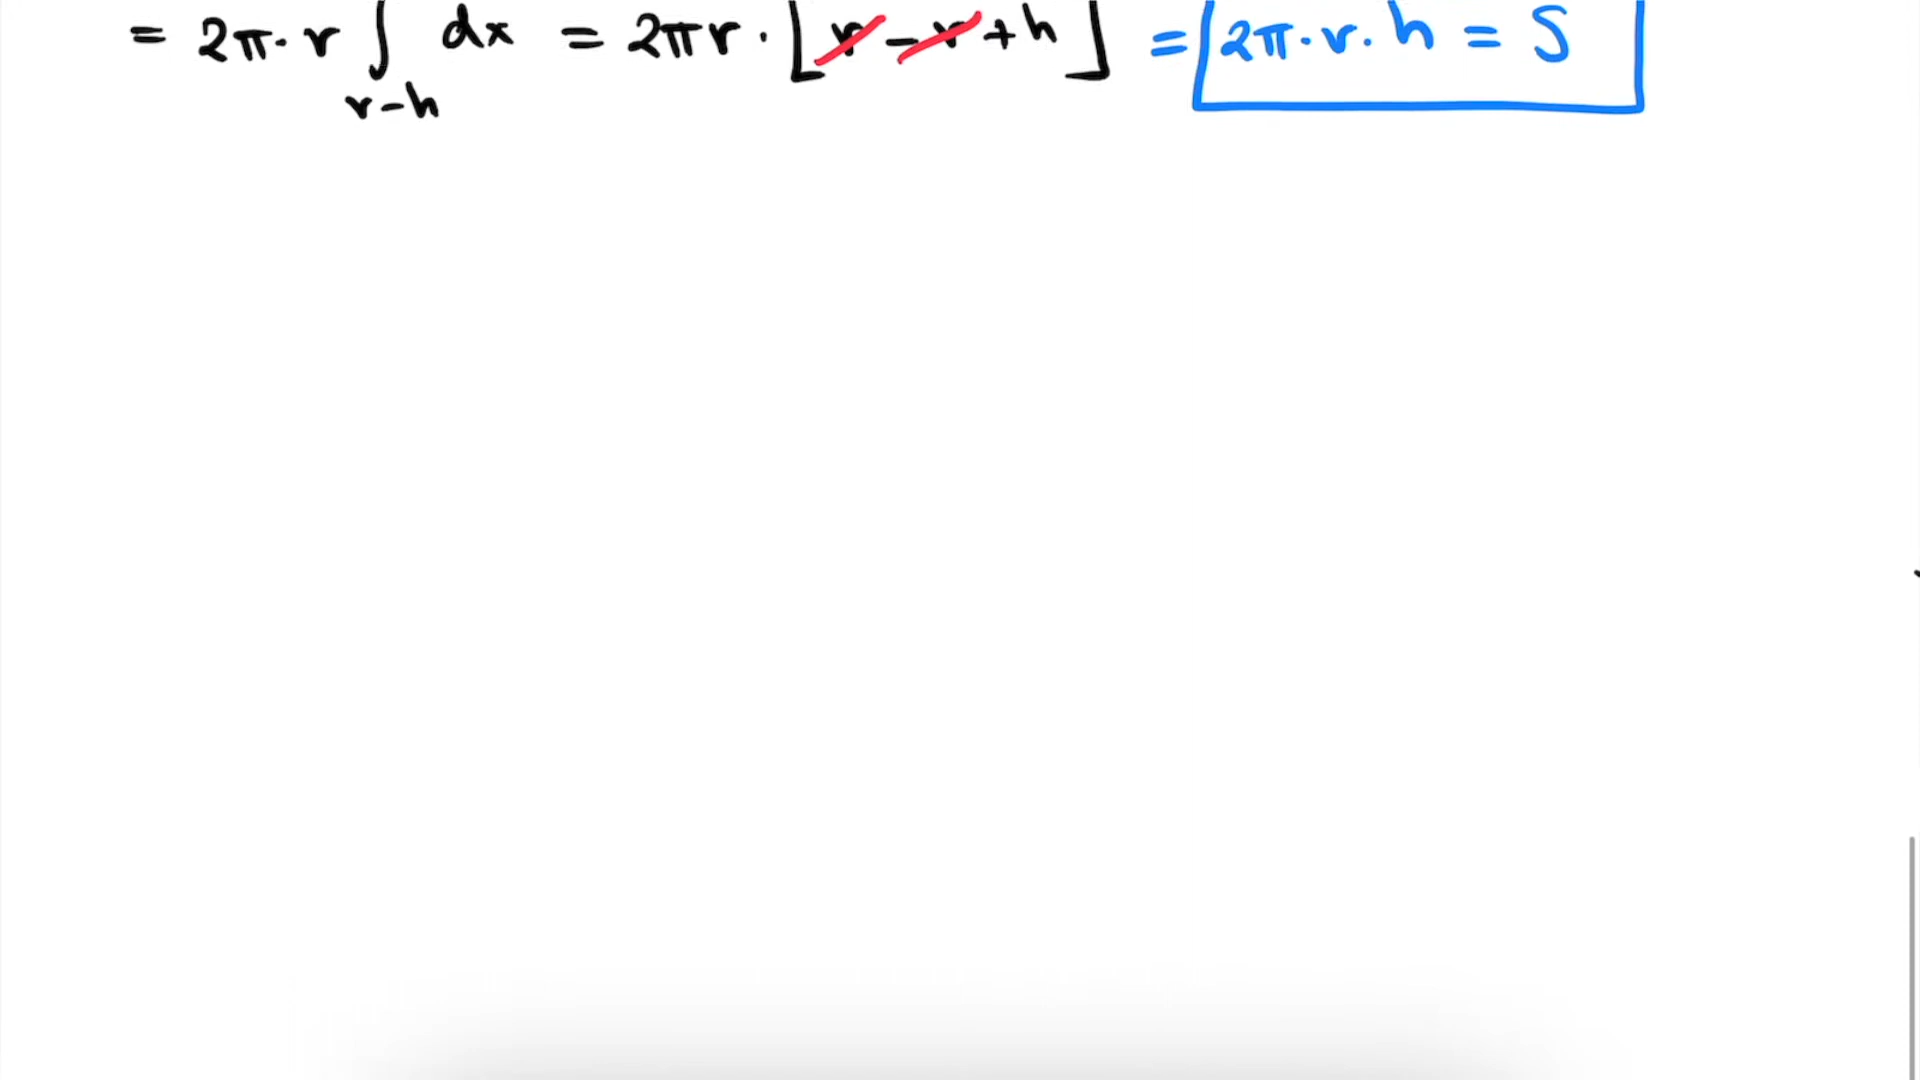 = 2π· r ∫ dx = 2πr · [r - r + h] = 2π · r · h = S
r-h